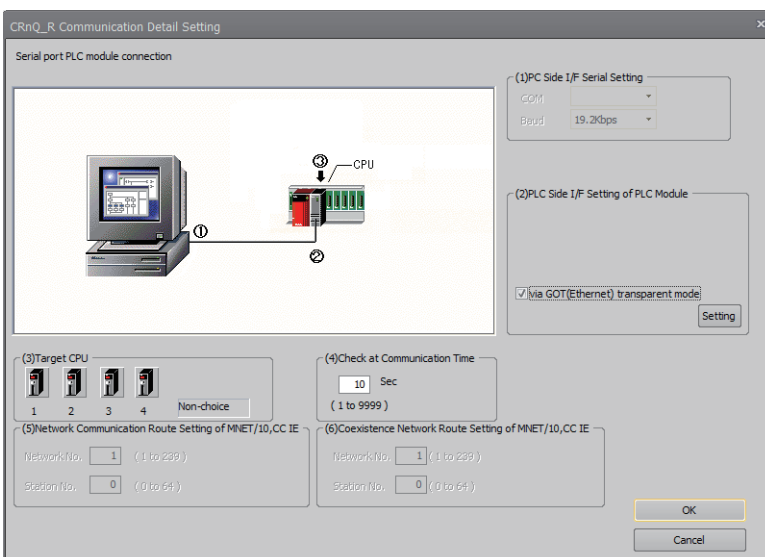 CRnQ_R Communication Detail Setting
Serial port PLC module connection
(1)PC Side I/F Serial Setting
COM
Baud 19.2Kbps
③ CPU
①
②
(2)PLC Side I/F Setting of PLC Module
via GOT(Ethernet) transparent mode
Setting
(3)Target CPU
1 2 3 4 Non-choice
(4)Check at Communication Time
10 Sec
( 1 to 9999 )
(5)Network Communication Route Setting of MNET/10,CC IE
Network No. 1 ( 1 to 239 )
Station No. 0 ( 0 to 64 )
(6)Coexistence Network Route Setting of MNET/10,CC IE
Network No. 1 ( 1 to 239 )
Station No. 0 ( 0 to 64 )
OK
Cancel